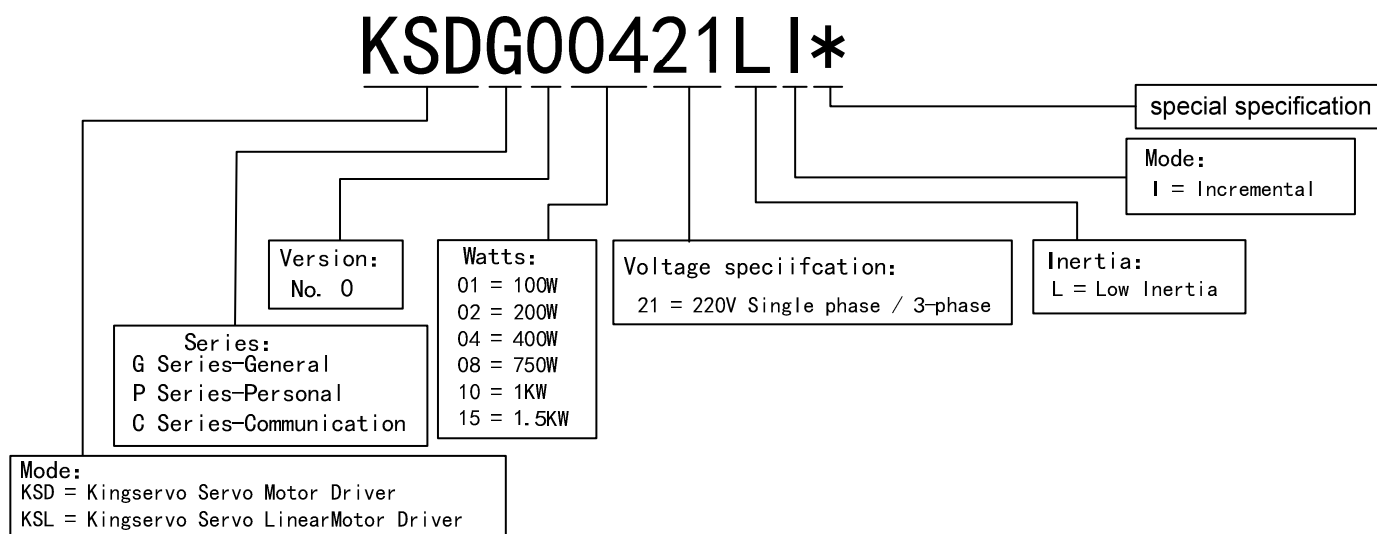 KSDG00421LI*
special specification
Mode:
I = Incremental
Version:
No. 0
Watts:
01 = 100W
02 = 200W
04 = 400W
08 = 750W
10 = 1KW
15 = 1.5KW
Voltage speciifcation:
21 = 220V Single phase / 3-phase
Inertia:
L = Low Inertia
Series:
G Series-General
P Series-Personal
C Series-Communication
Mode:
KSD = Kingservo Servo Motor Driver
KSL = Kingservo Servo LinearMotor Driver